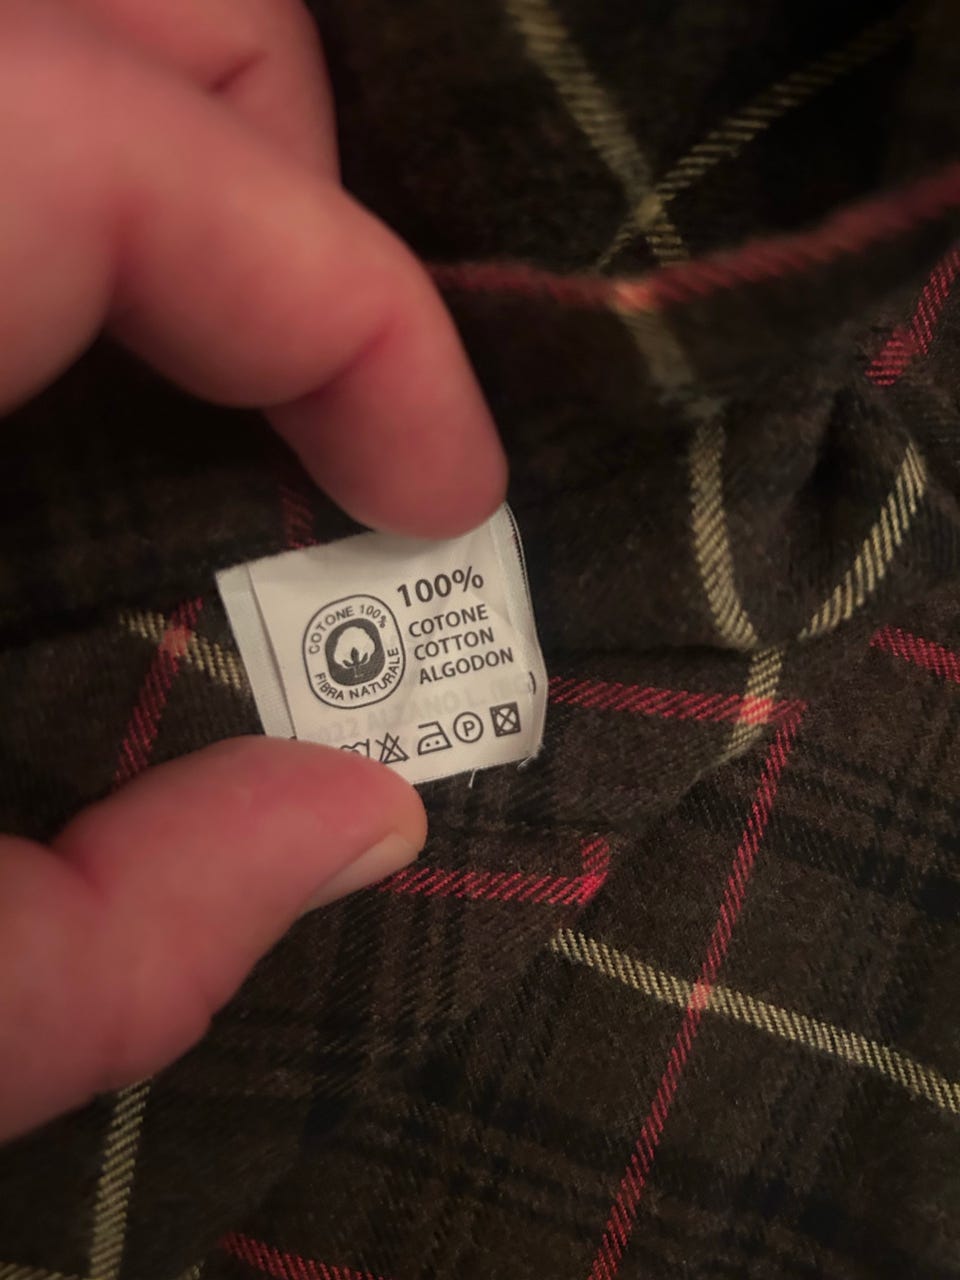 100%
COTONE
COTTON
ALGODON
COTONE 100%
FIBRA NATURALE
P